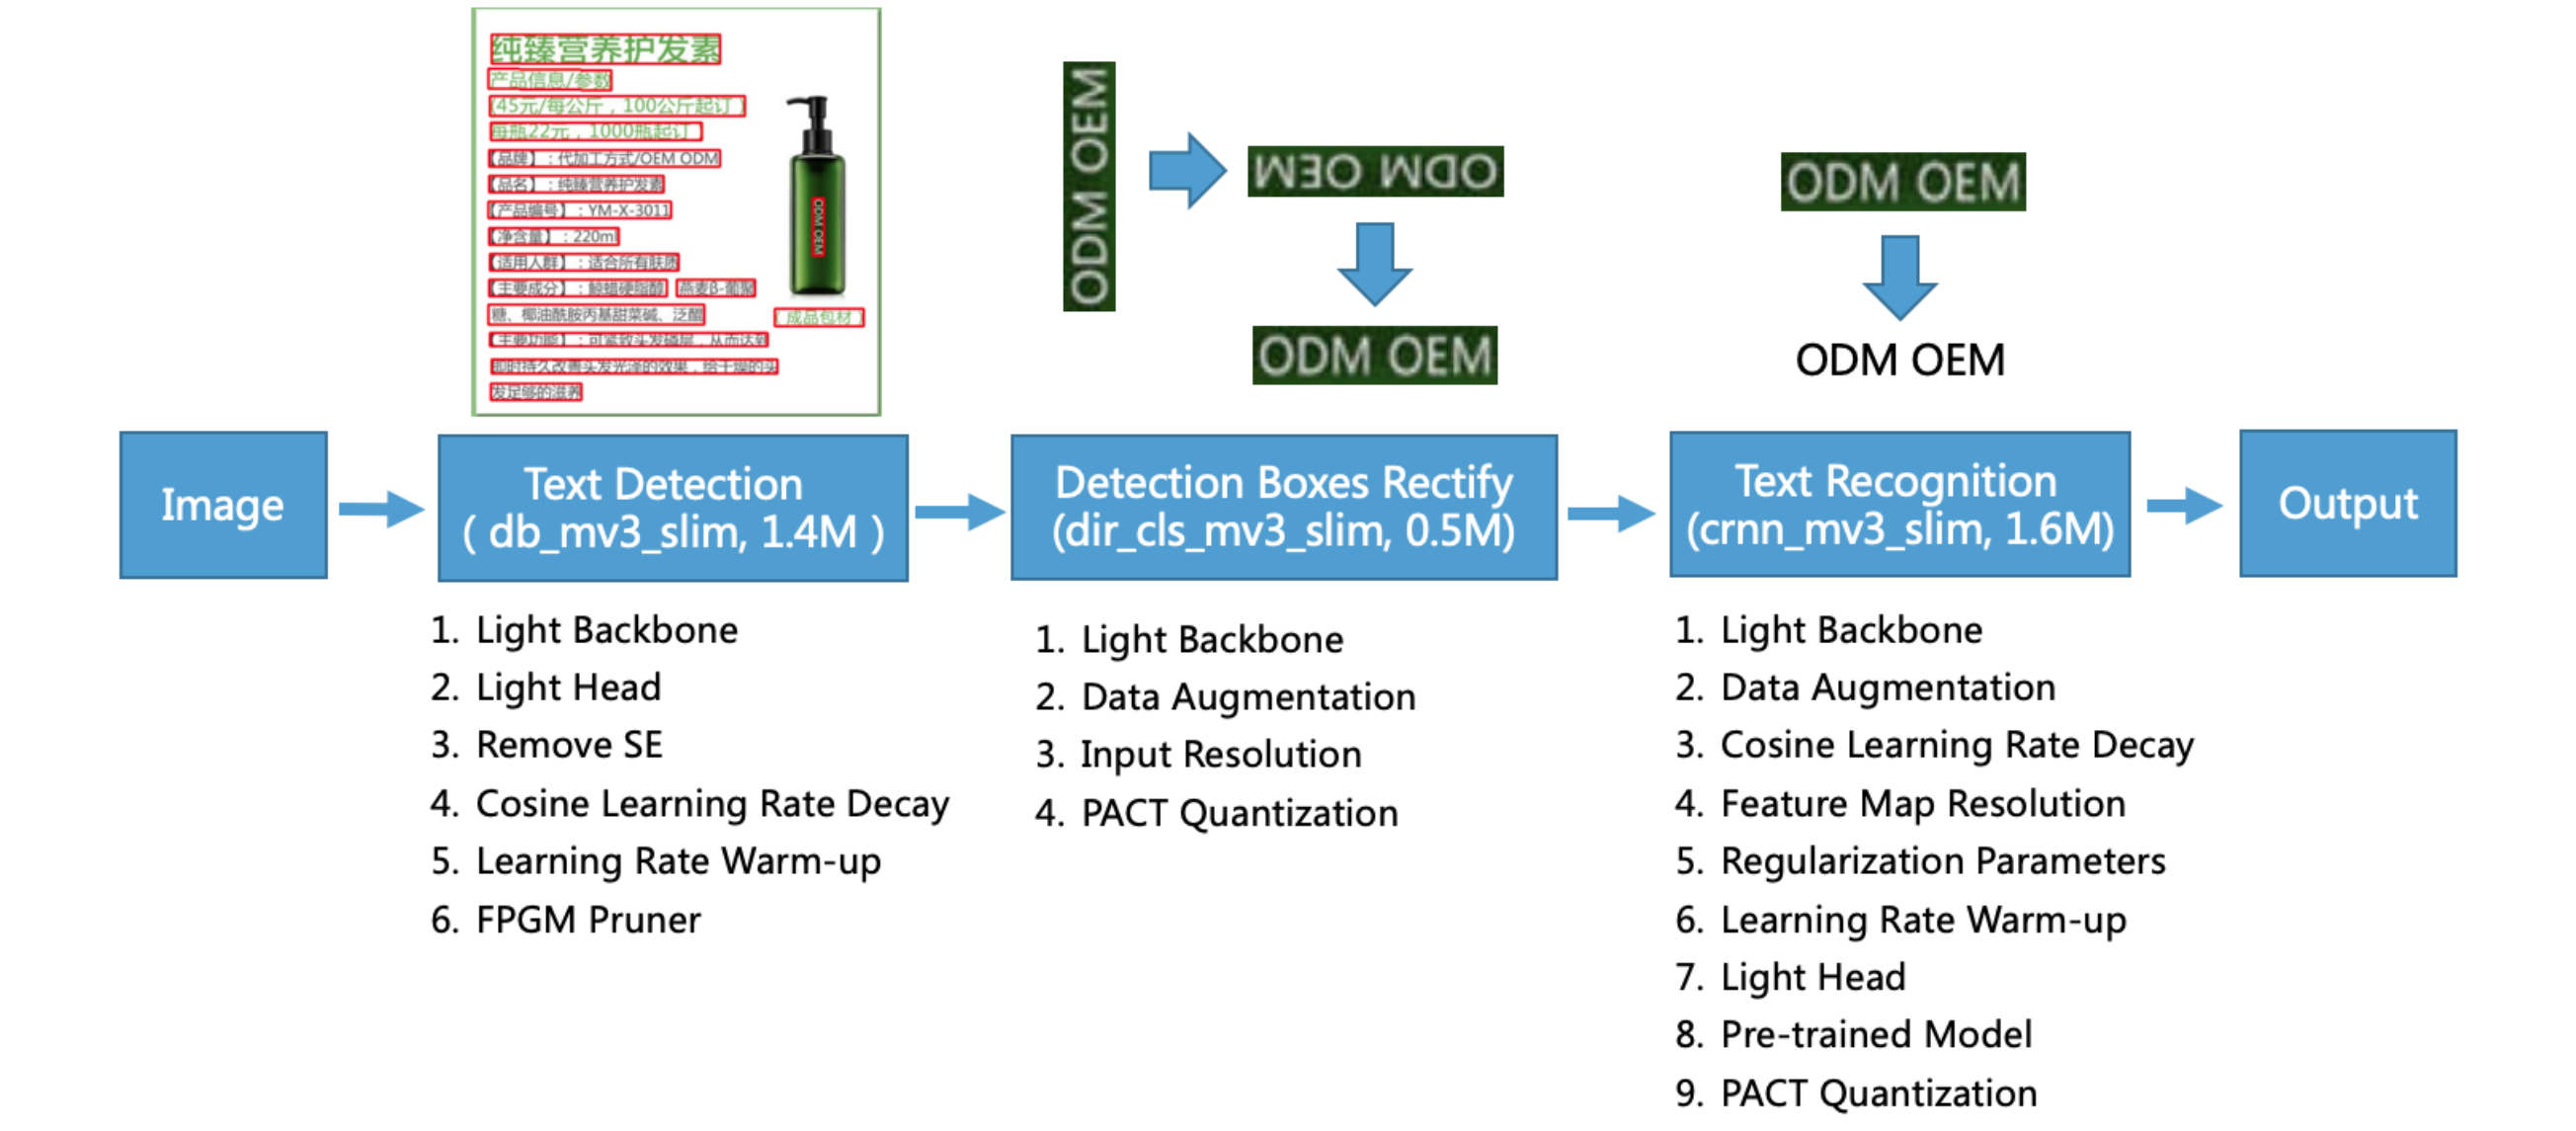 纯臻营养护发素
产品信息/参数
(45元/每公斤，100公斤起订）
每瓶22元，1000瓶起订
【品牌】：代加工方式/OEM ODM
【品名】：纯臻营养护发素
【产品编号】：YM-X-3011
【净含量】：220ml
【适用人群】：适合所有肤质
【主要成分】：鲸蜡硬脂醇 燕麦β-葡聚
糖、椰油酰胺丙基甜菜碱、泛醌
【主要功能】：可紧致头发磷层，从而达到
即时持久改善头发光泽的效果，给干燥的头
发足够的滋养
ODM OEM
[成品包材]
ODM OEM
ODM OEM
ODM OEM
ODM OEM
ODM OEM
Image
Text Detection
( db_mv3_slim, 1.4M )
Detection Boxes Rectify
(dir_cls_mv3_slim, 0.5M)
Text Recognition
(crnn_mv3_slim, 1.6M)
Output
1. Light Backbone
2. Light Head
3. Remove SE
4. Cosine Learning Rate Decay
5. Learning Rate Warm-up
6. FPGM Pruner
1. Light Backbone
2. Data Augmentation
3. Input Resolution
4. PACT Quantization
1. Light Backbone
2. Data Augmentation
3. Cosine Learning Rate Decay
4. Feature Map Resolution
5. Regularization Parameters
6. Learning Rate Warm-up
7. Light Head
8. Pre-trained Model
9. PACT Quantization